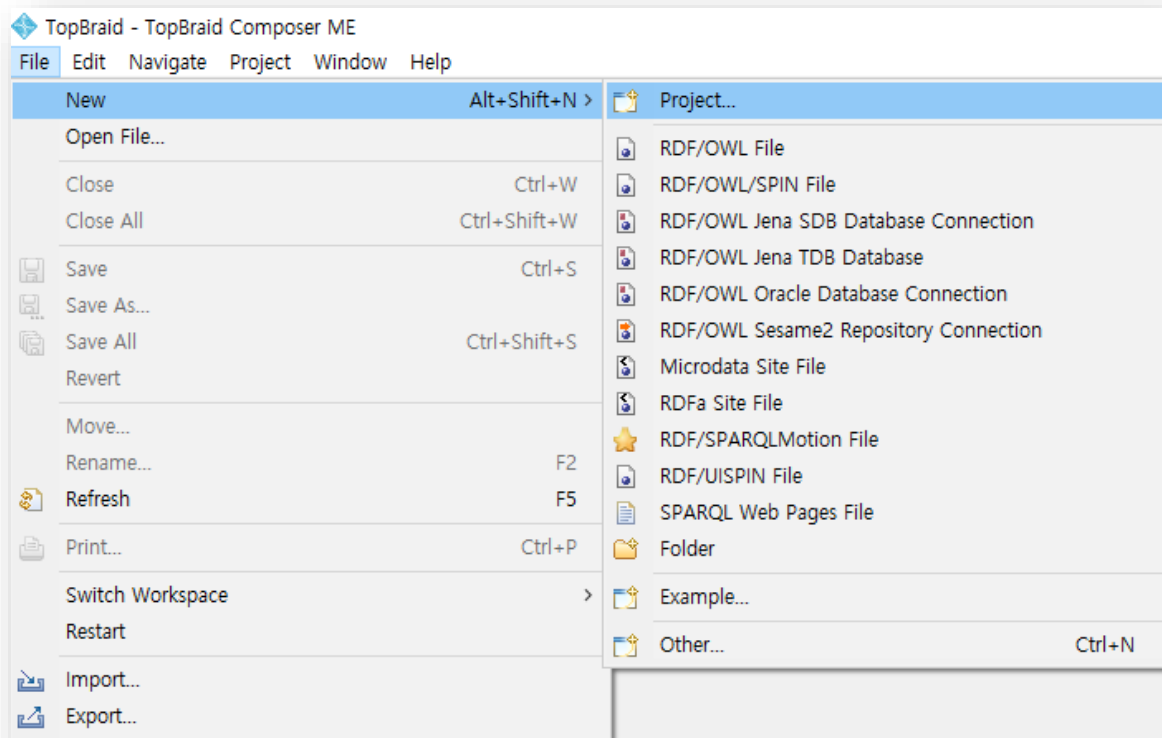 TopBraid - TopBraid Composer ME
File Edit Navigate Project Window Help
New Alt+Shift+N >
Open File...
Close Ctrl+W
Close All Ctrl+Shift+W
Save Ctrl+S
Save As...
Save All Ctrl+Shift+S
Revert
Move...
Rename... F2
Refresh F5
Print... Ctrl+P
Switch Workspace >
Restart
Import...
Export...
Project...
RDF/OWL File
RDF/OWL/SPIN File
RDF/OWL Jena SDB Database Connection
RDF/OWL Jena TDB Database
RDF/OWL Oracle Database Connection
RDF/OWL Sesame2 Repository Connection
Microdata Site File
RDFa Site File
RDF/SPARQLMotion File
RDF/UISPIN File
SPARQL Web Pages File
Folder
Example...
Other... Ctrl+N